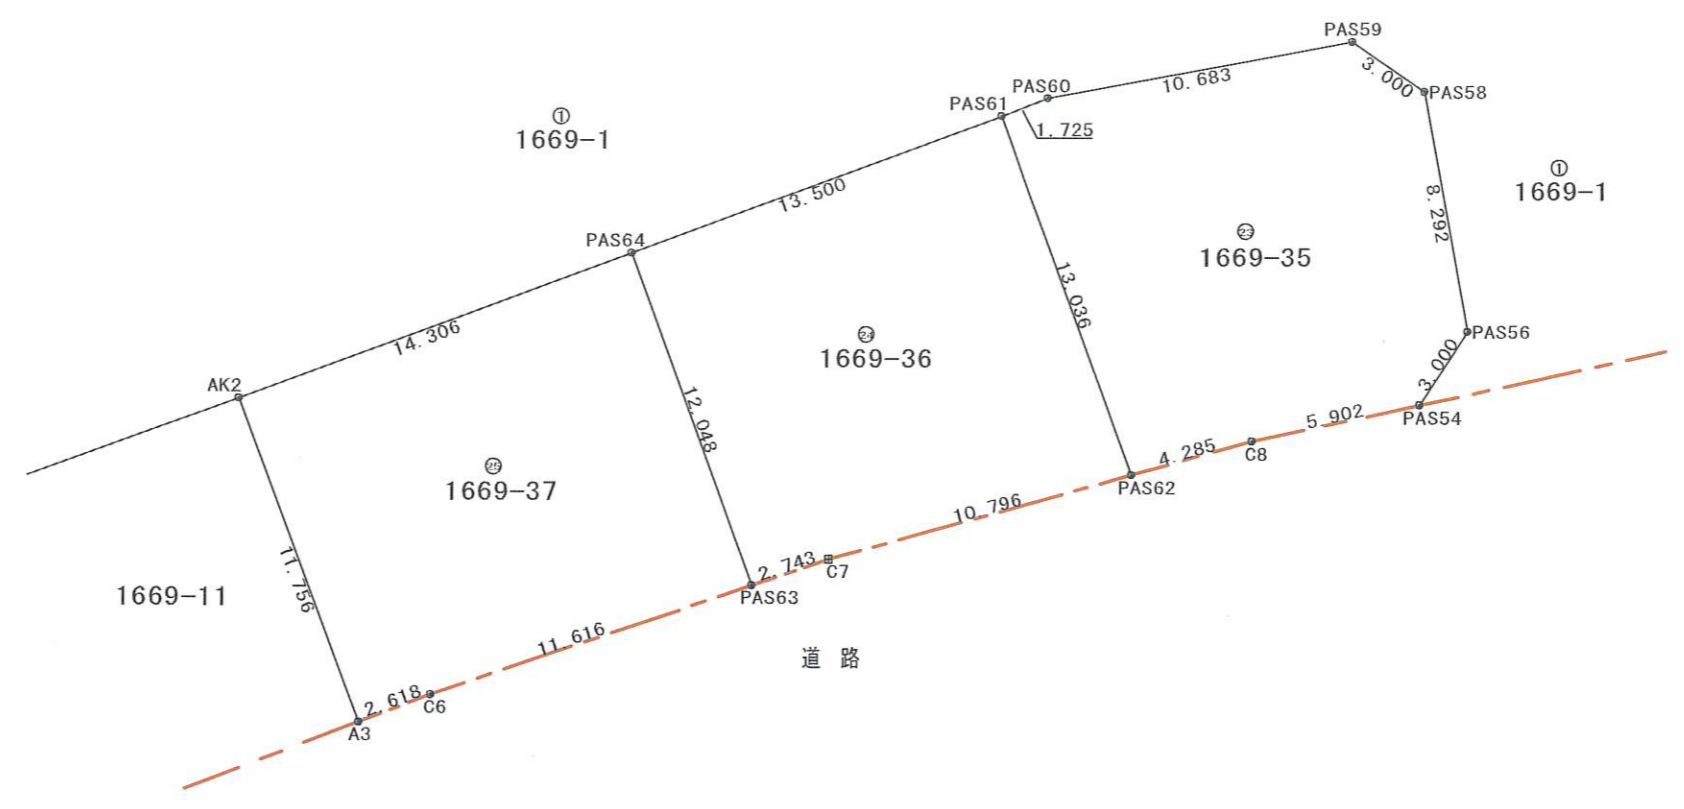 PAS59
PAS60
10.683
3.000
PAS58
PAS61
1.725
①
1669-1
①
1669-1
13.500
8.292
㉓
1669-35
PAS64
13.036
14.306
㉔
1669-36
3.000
PAS56
AK2
12.048
5.902
PAS54
4.285
C8
㉕
1669-37
PAS62
10.796
11.756
2.743
C7
1669-11
PAS63
11.616
道路
2.618
C6
A3